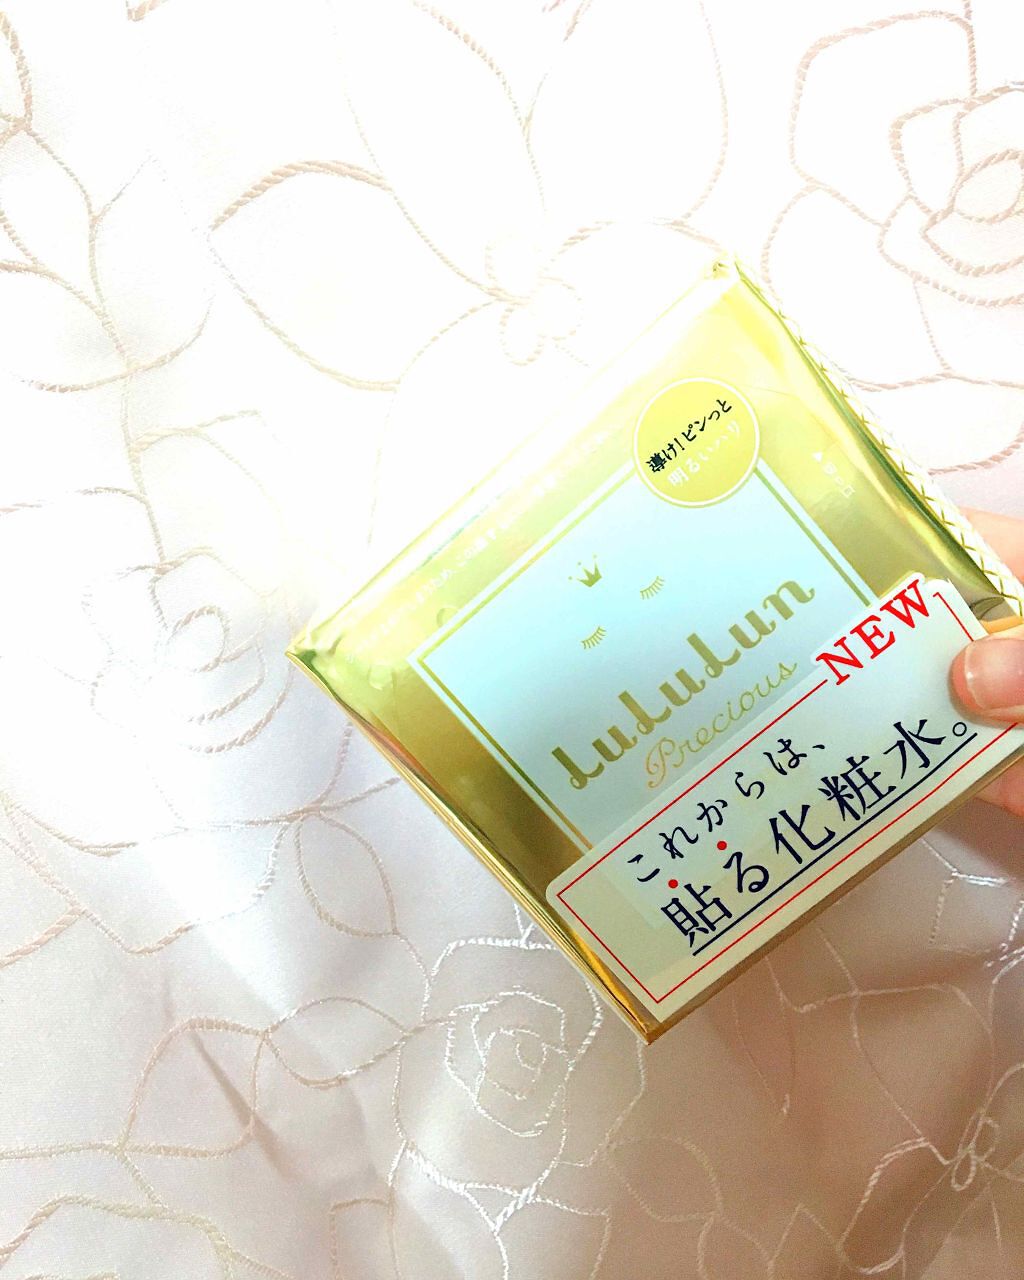 導け!ピンっと
明るいハリ
LuLuLun
Precious
NEW
これからは、
貼る化粧水。